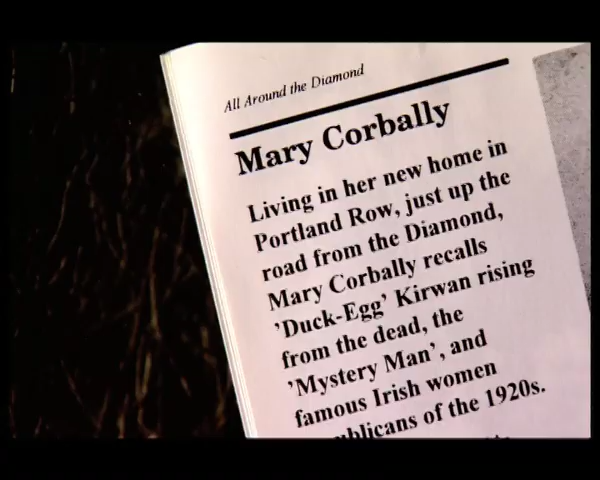 All Around the Diamond
Mary Corbally
Living in her new home in
Portland Row, just up the
road from the Diamond,
Mary Corbally recalls
'Duck-Egg' Kirwan rising
from the dead, the
'Mystery Man', and
famous Irish women
of the 1920s.